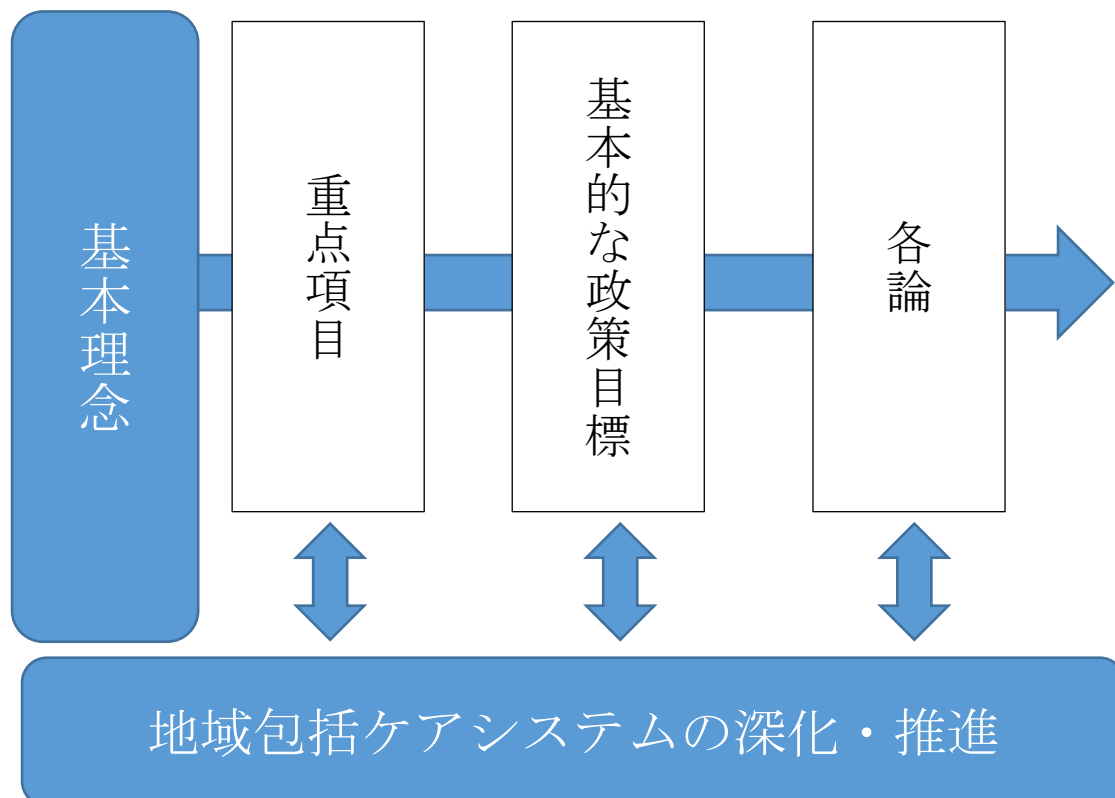 基本理念
重点項目
基本的な政策目標
各論
地域包括ケアシステムの深化・推進